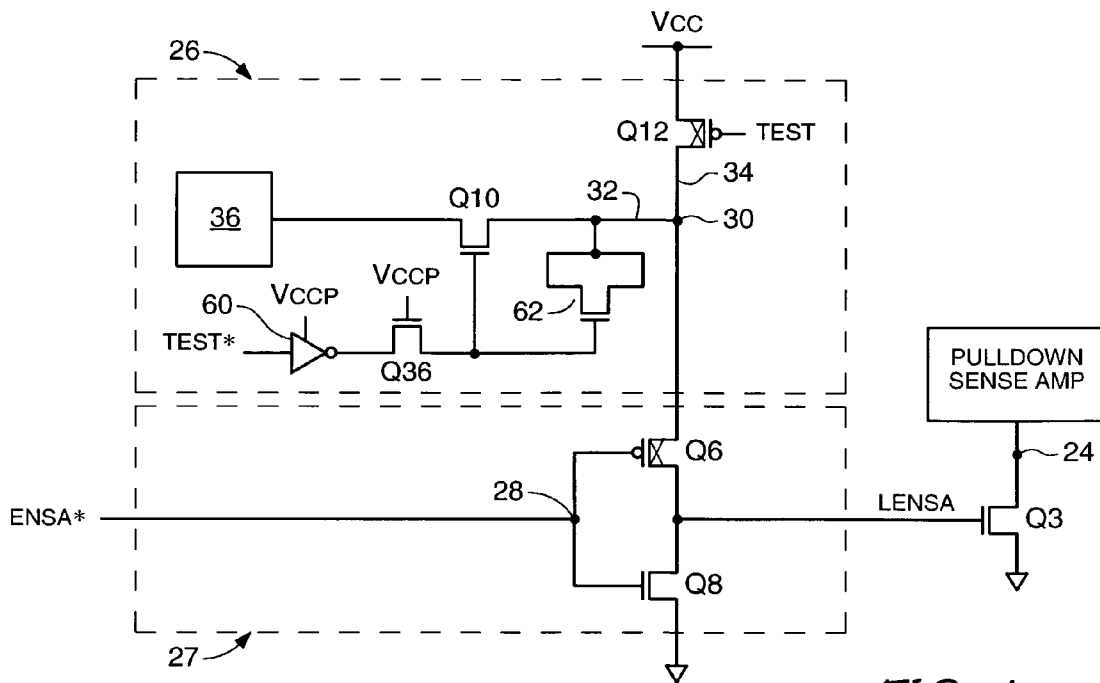 VCC
26
Q12
TEST
34
Q10
32
30
36
VCCP
VCCP
60
62
TEST*
Q36
PULLDOWN
SENSE AMP
Q6
24
28
ENSA*
LENSA
Q3
Q8
27